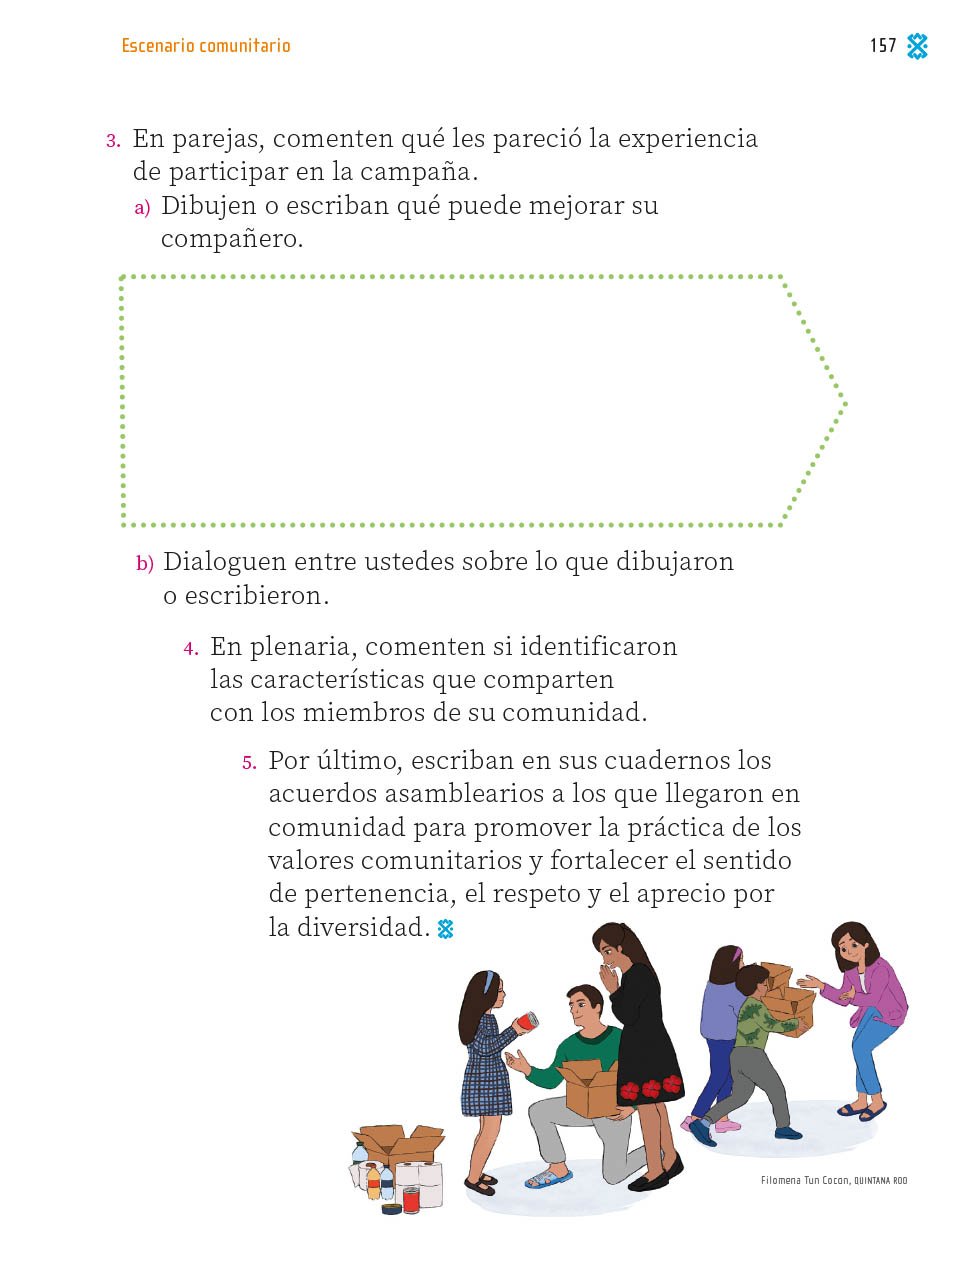 Escenario comunitario
157
3. En parejas, comenten qué les pareció la experiencia
de participar en la campaña.
a) Dibujen o escriban qué puede mejorar su
compañero.
b) Dialoguen entre ustedes sobre lo que dibujaron
o escribieron.
4. En plenaria, comenten si identificaron
las características que comparten
con los miembros de su comunidad.
5. Por último, escriban en sus cuadernos los
acuerdos asamblearios a los que llegaron en
comunidad para promover la práctica de los
valores comunitarios y fortalecer el sentido
de pertenencia, el respeto y el aprecio por
la diversidad.
Filomena Tun Cocon, QUINTANA ROO